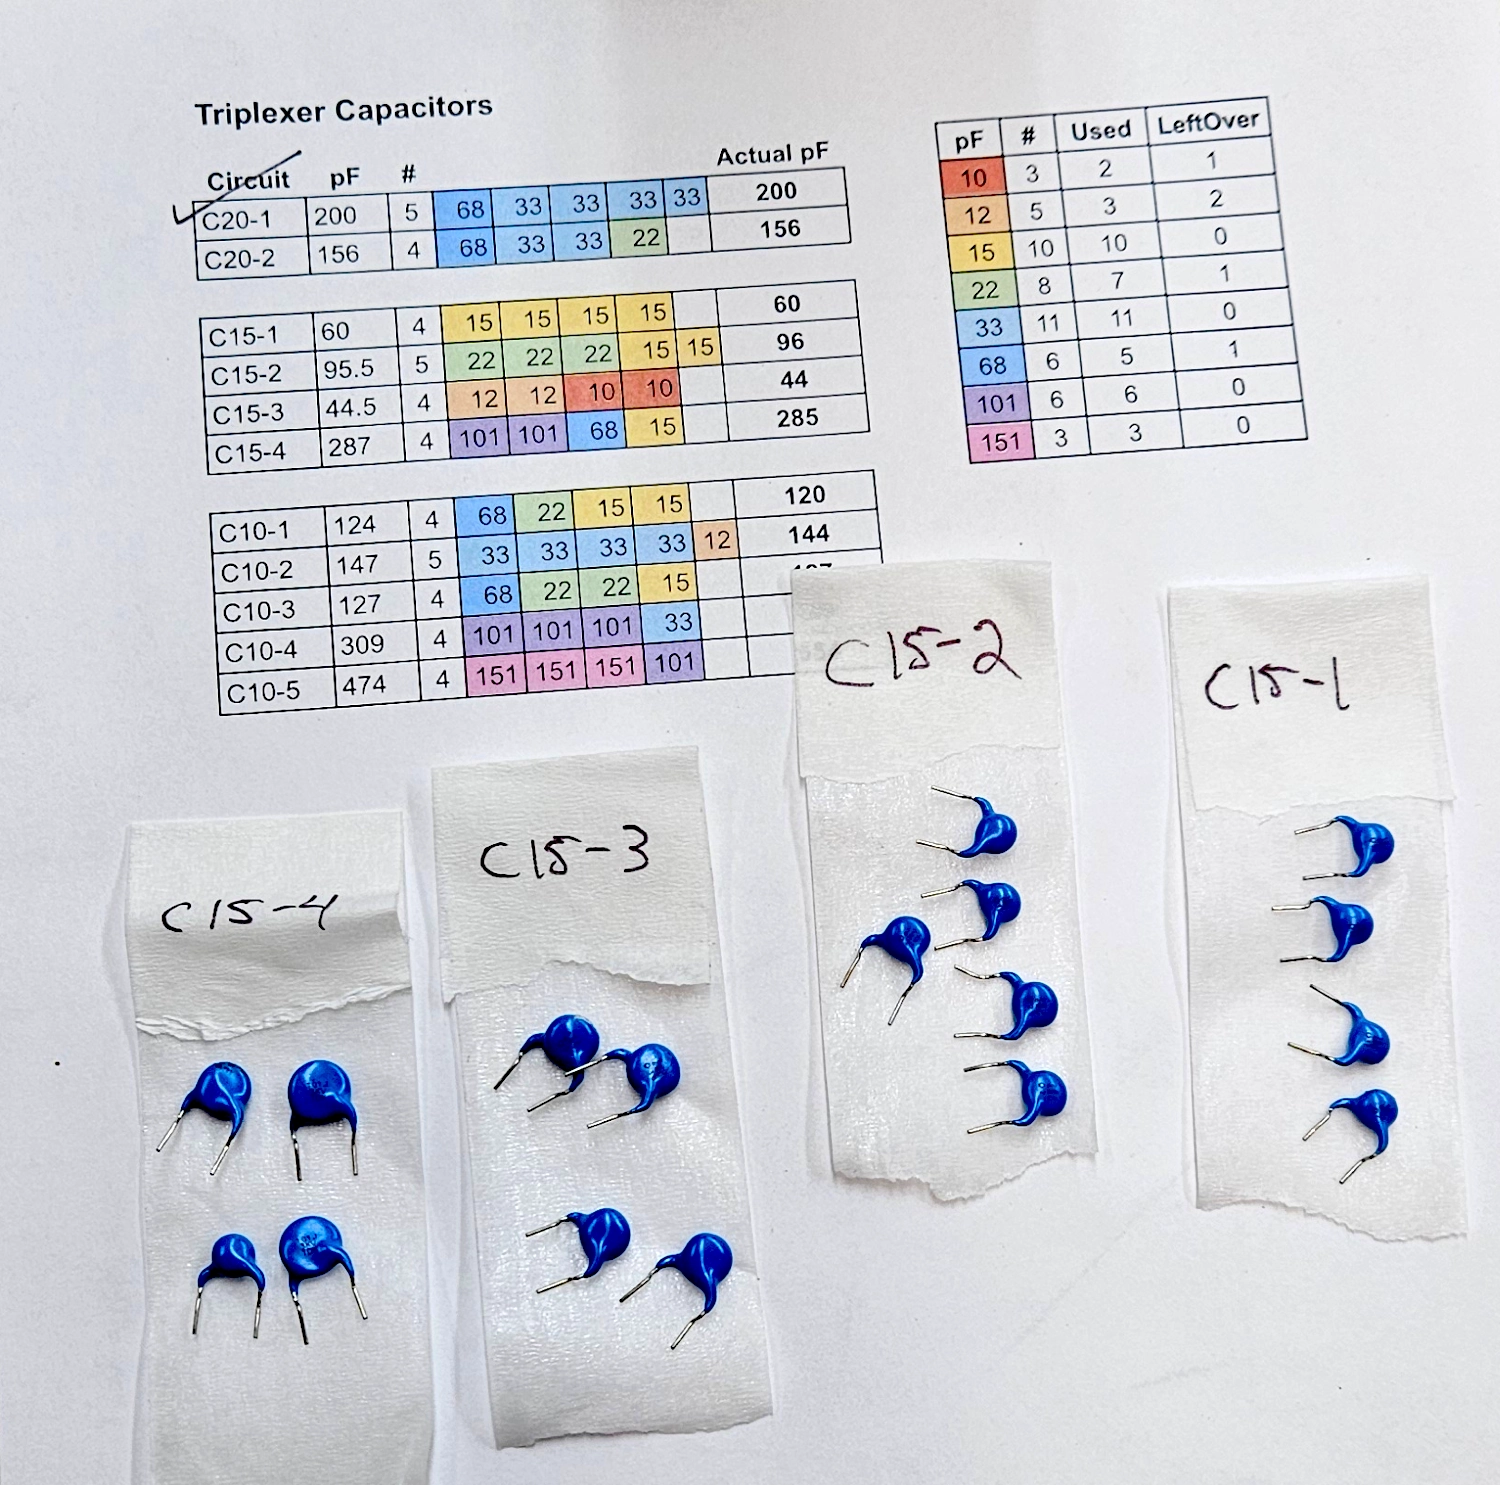 Triplexer Capacitors
Circuit pF # Actual pF
C20-1 200 5 68 33 33 33 33 200
C20-2 156 4 68 33 33 22 156
C15-1 60 4 15 15 15 15 60
C15-2 95.5 5 22 22 22 15 15 96
C15-3 44.5 4 12 12 10 10 44
C15-4 287 4 101 101 68 15 285
C10-1 124 4 68 22 15 15 120
C10-2 147 5 33 33 33 33 12 144
C10-3 127 4 68 22 22 15
C10-4 309 4 101 101 101 33
C10-5 474 4 151 151 151 101
pF # Used LeftOver
10 3 2 1
12 5 3 2
15 10 10 0
22 8 7 1
33 11 11 0
68 6 5 1
101 6 6 0
151 3 3 0
C15-2
C15-1
C15-3
C15-4